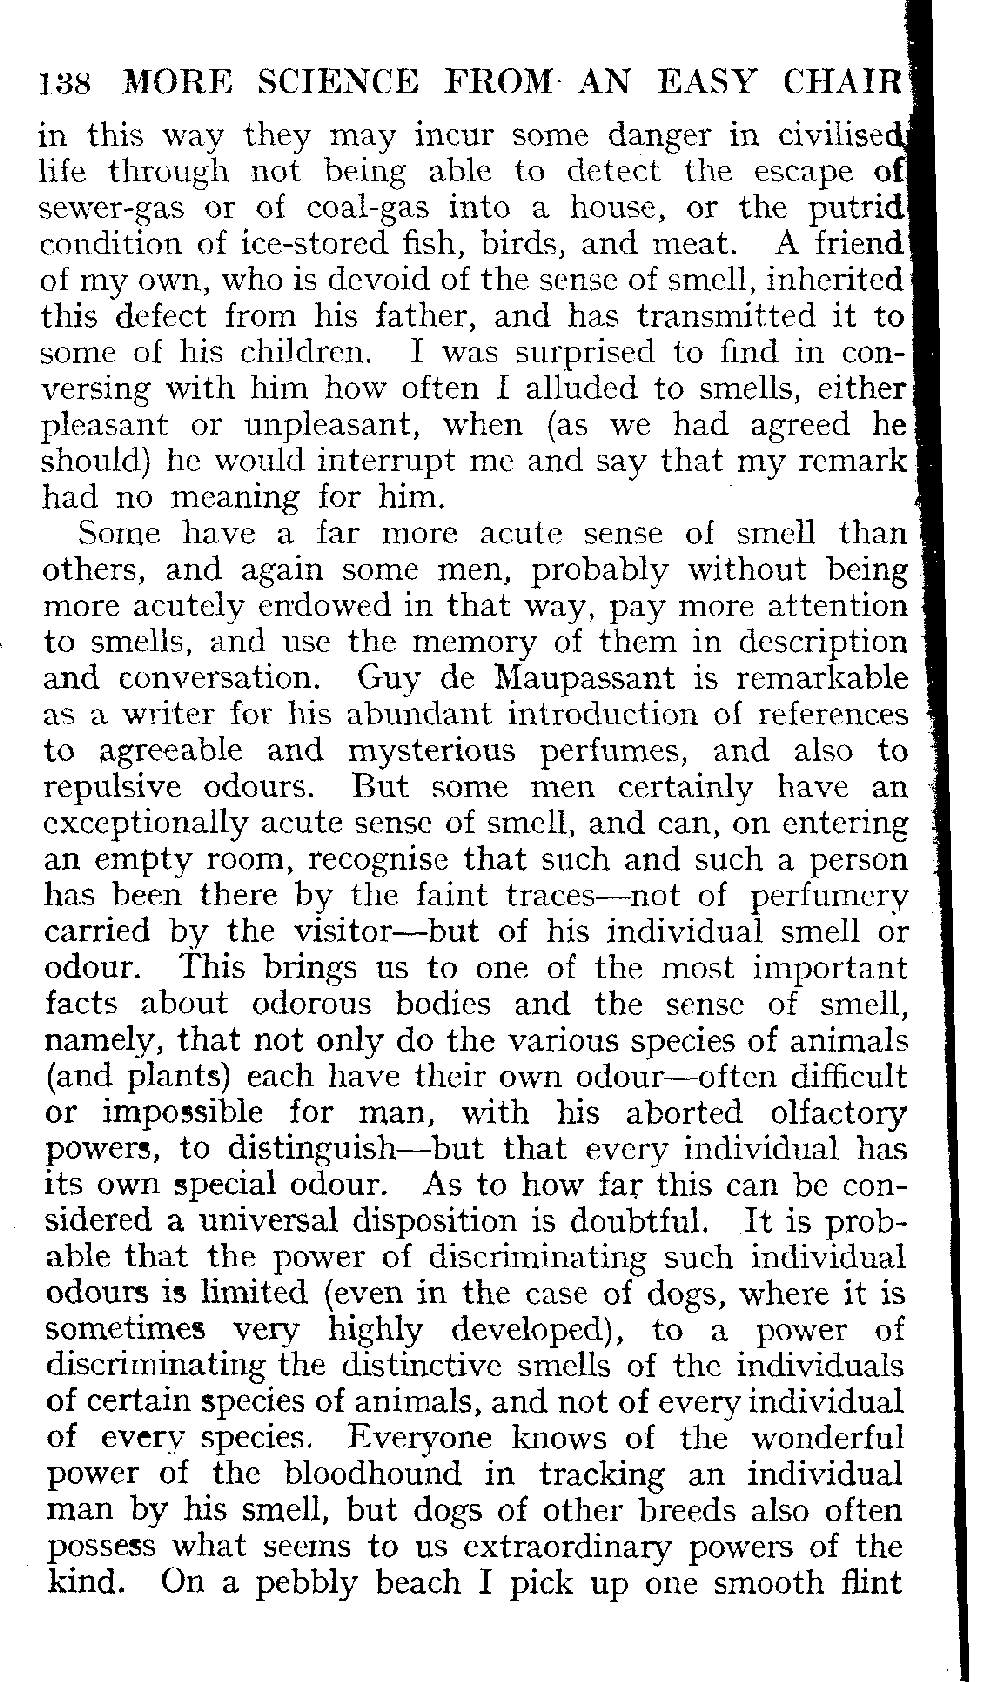 138 MORE SCIENCE FROM AN EASY CHAIR
in this way they may incur some danger in civilised
life through not being able to detect the escape of
sewer-gas or of coal-gas into a house, or the putrid
condition of ice-stored fish, birds, and meat. A friend
of my own, who is devoid of the sense of smell, inherited
this defect from his father, and has transmitted it to
some of his children. I was surprised to find in con-
versing with him how often I alluded to smells, either
pleasant or unpleasant, when (as we had agreed he
should) he would interrupt me and say that my remark
had no meaning for him.
Some have a far more acute sense of smell than
others, and again some men, probably without being
more acutely endowed in that way, pay more attention
to smells, and use the memory of them in description
and conversation. Guy de Maupassant is remarkable
as a writer for his abundant introduction of references
to agreeable and mysterious perfumes, and also to
repulsive odours. But some men certainly have an
exceptionally acute sense of smell, and can, on entering
an empty room, recognise that such and such a person
has been there by the faint traces—not of perfumery
carried by the visitor—but of his individual smell or
odour. This brings us to one of the most important
facts about odorous bodies and the sense of smell,
namely, that not only do the various species of animals
(and plants) each have their own odour—often difficult
or impossible for man, with his aborted olfactory
powers, to distinguish—but that every individual has
its own special odour. As to how far this can be con-
sidered a universal disposition is doubtful. It is prob-
able that the power of discriminating such individual
odours is limited (even in the case of dogs, where it is
sometimes very highly developed), to a power of
discriminating the distinctive smells of the individuals
of certain species of animals, and not of every individual
of every species. Everyone knows of the wonderful
power of the bloodhound in tracking an individual
man by his smell, but dogs of other breeds also often
possess what seems to us extraordinary powers of the
kind. On a pebbly beach I pick up one smooth flint